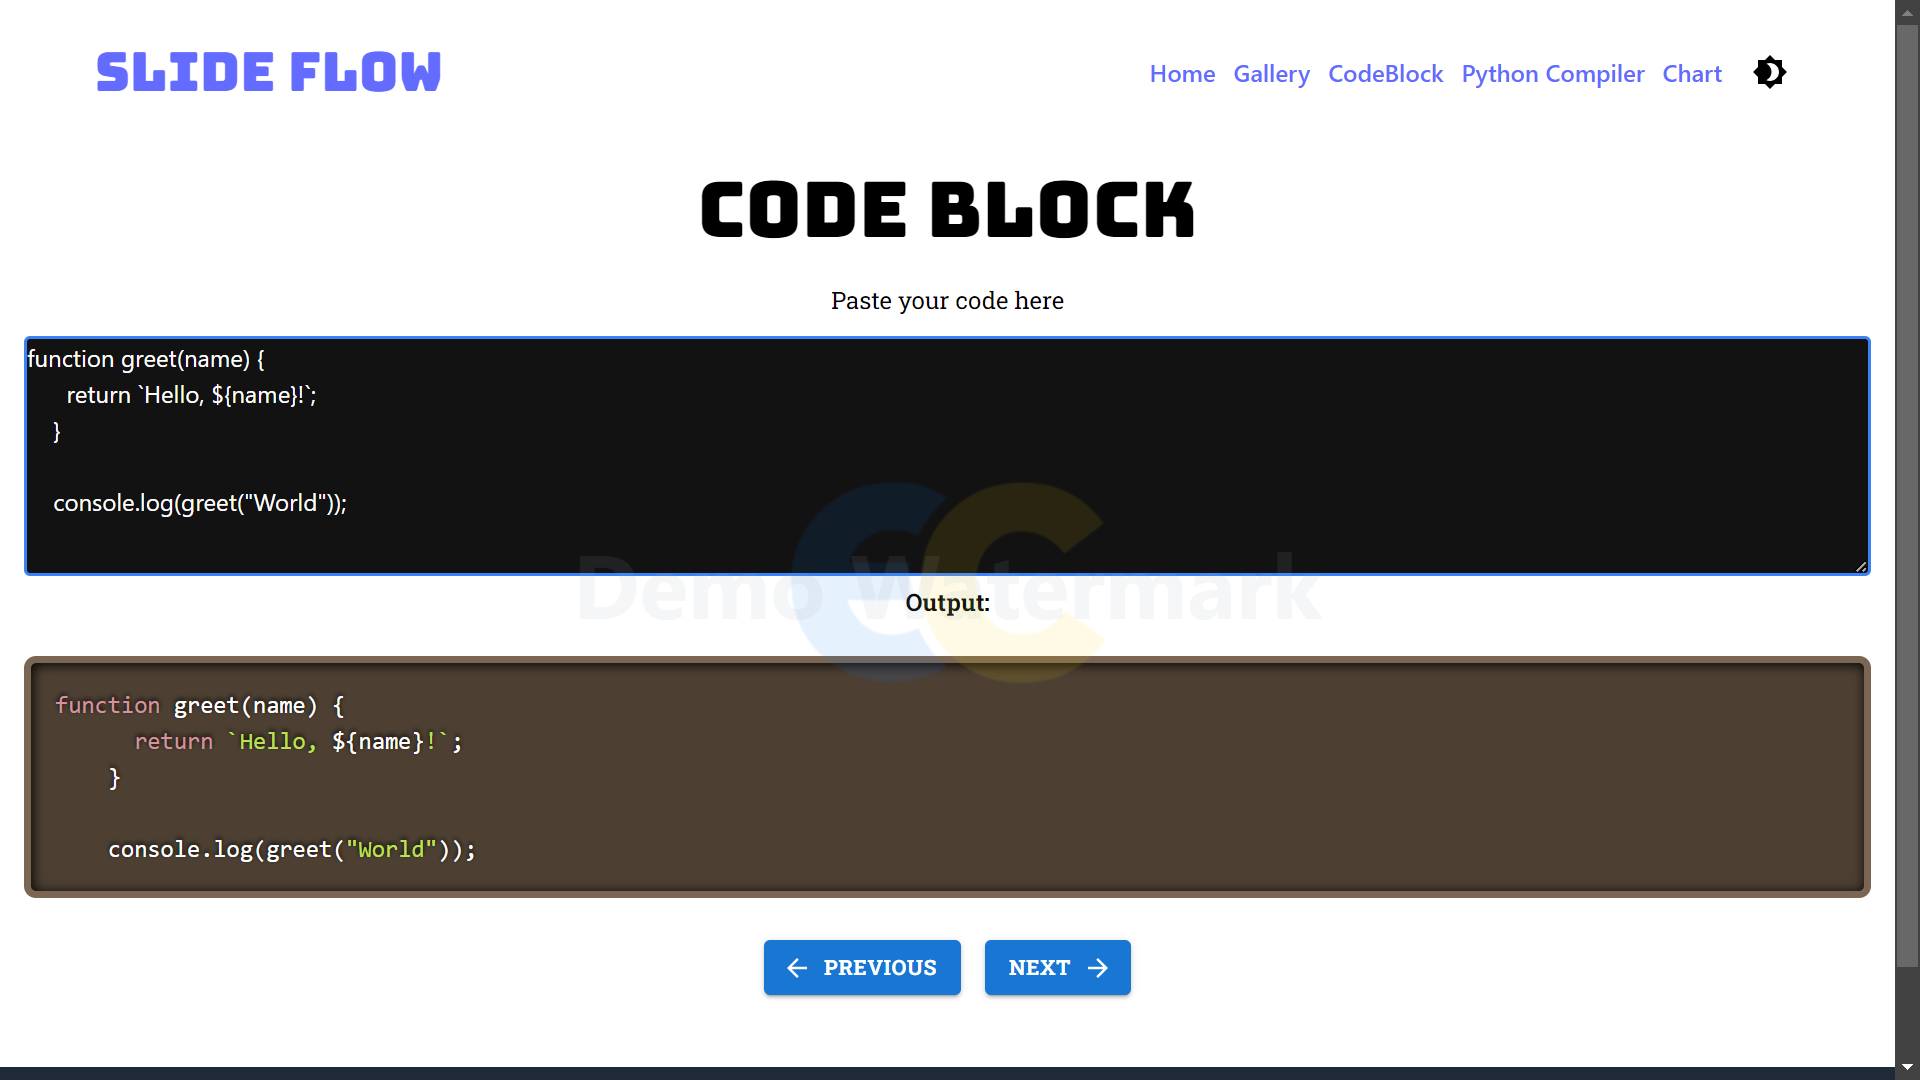 SLIDE FLOW
Home Gallery CodeBlock Python Compiler Chart
CODE BLOCK
Paste your code here
function greet(name) {
return `Hello, ${name}!`;
}
console.log(greet("World"));
Demo Watermark
Output:
function greet(name) {
return `Hello, ${name}!`;
}
console.log(greet("World"));
PREVIOUS
NEXT